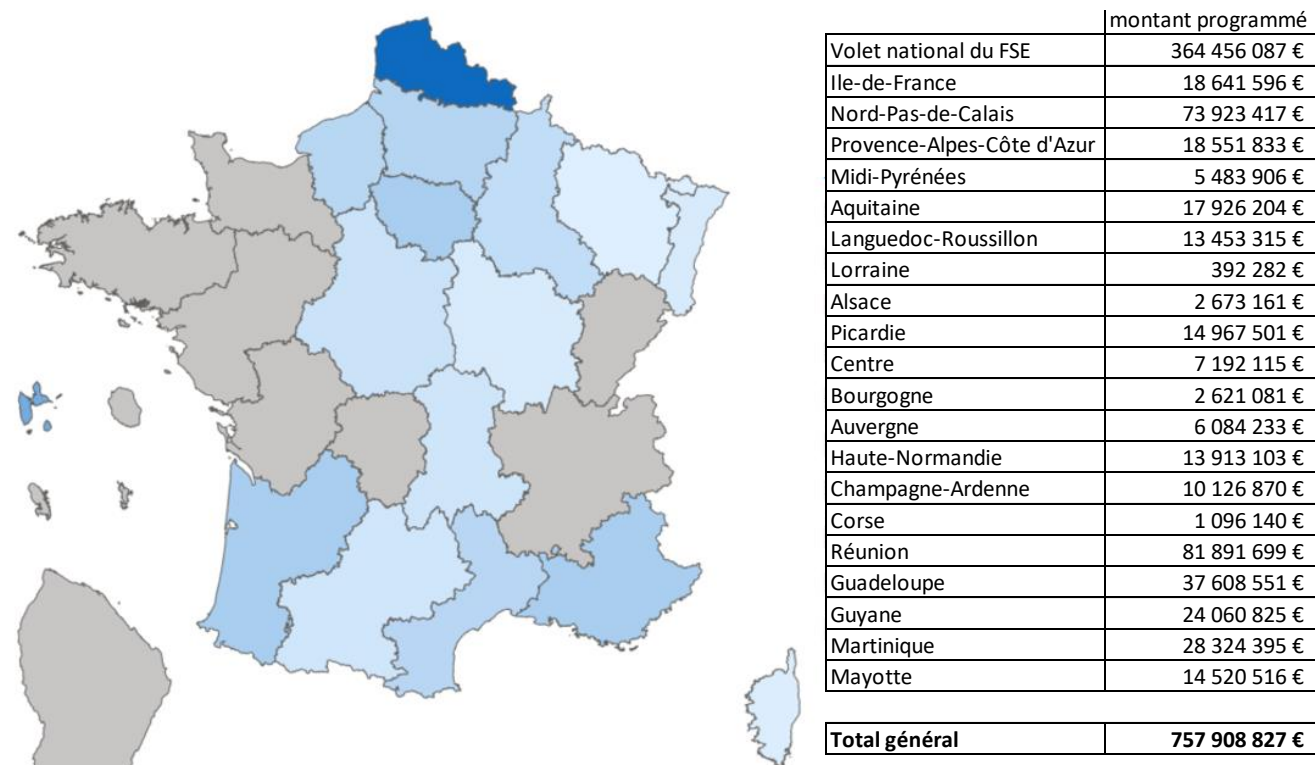 montant programmé
Volet national du FSE 364 456 087 €
Ile-de-France 18 641 596 €
Nord-Pas-de-Calais 73 923 417 €
Provence-Alpes-Côte d'Azur 18 551 833 €
Midi-Pyrénées 5 483 906 €
Aquitaine 17 926 204 €
Languedoc-Roussillon 13 453 315 €
Lorraine 392 282 €
Alsace 2 673 161 €
Picardie 14 967 501 €
Centre 7 192 115 €
Bourgogne 2 621 081 €
Auvergne 6 084 233 €
Haute-Normandie 13 913 103 €
Champagne-Ardenne 10 126 870 €
Corse 1 096 140 €
Réunion 81 891 699 €
Guadeloupe 37 608 551 €
Guyane 24 060 825 €
Martinique 28 324 395 €
Mayotte 14 520 516 €
Total général 757 908 827 €